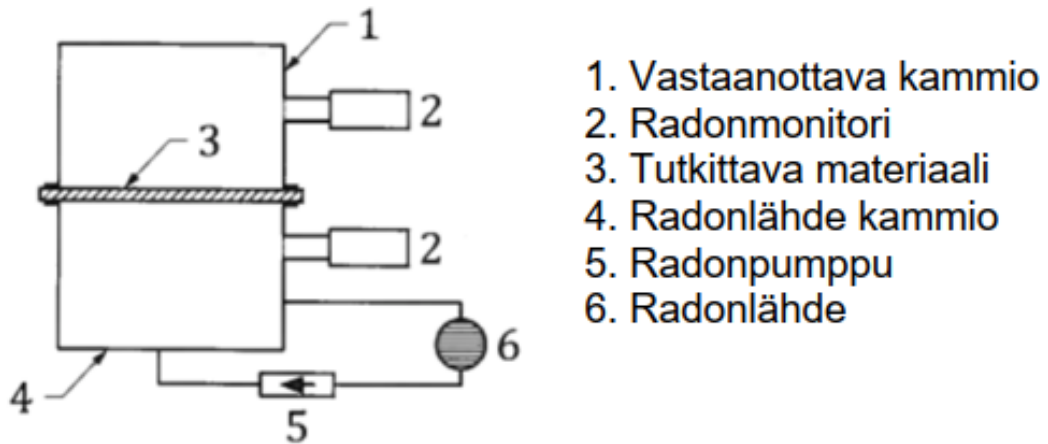 1
2
3
2
6
4
5
1. Vastaanottava kammio
2. Radonmonitori
3. Tutkittava materiaali
4. Radonlähde kammio
5. Radonpumppu
6. Radonlähde